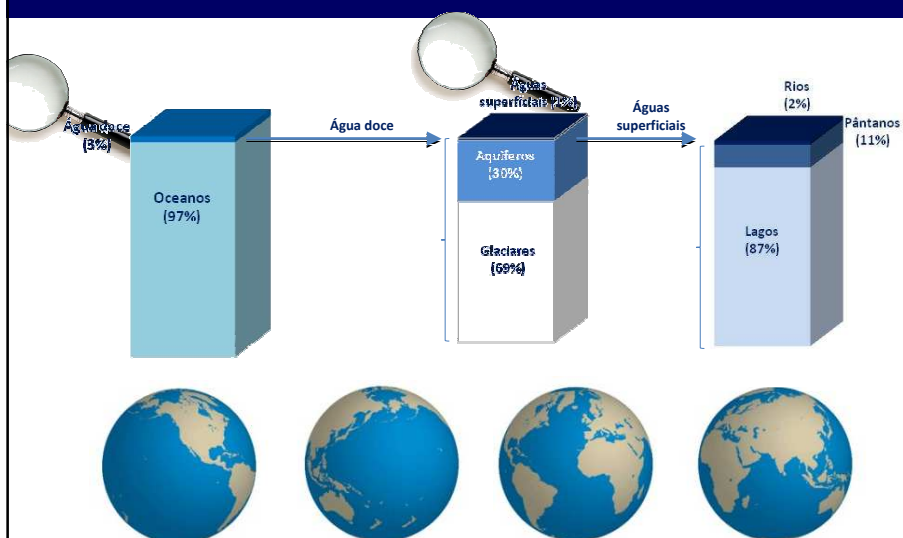 Água doce
(3%)
Oceanos
(97%)
Água doce
Águas
superficiais 1%)
Aquíferos
(30%)
Glaciares
(69%)
Águas
superficiais
Rios
(2%)
Pântanos
(11%)
Lagos
(87%)